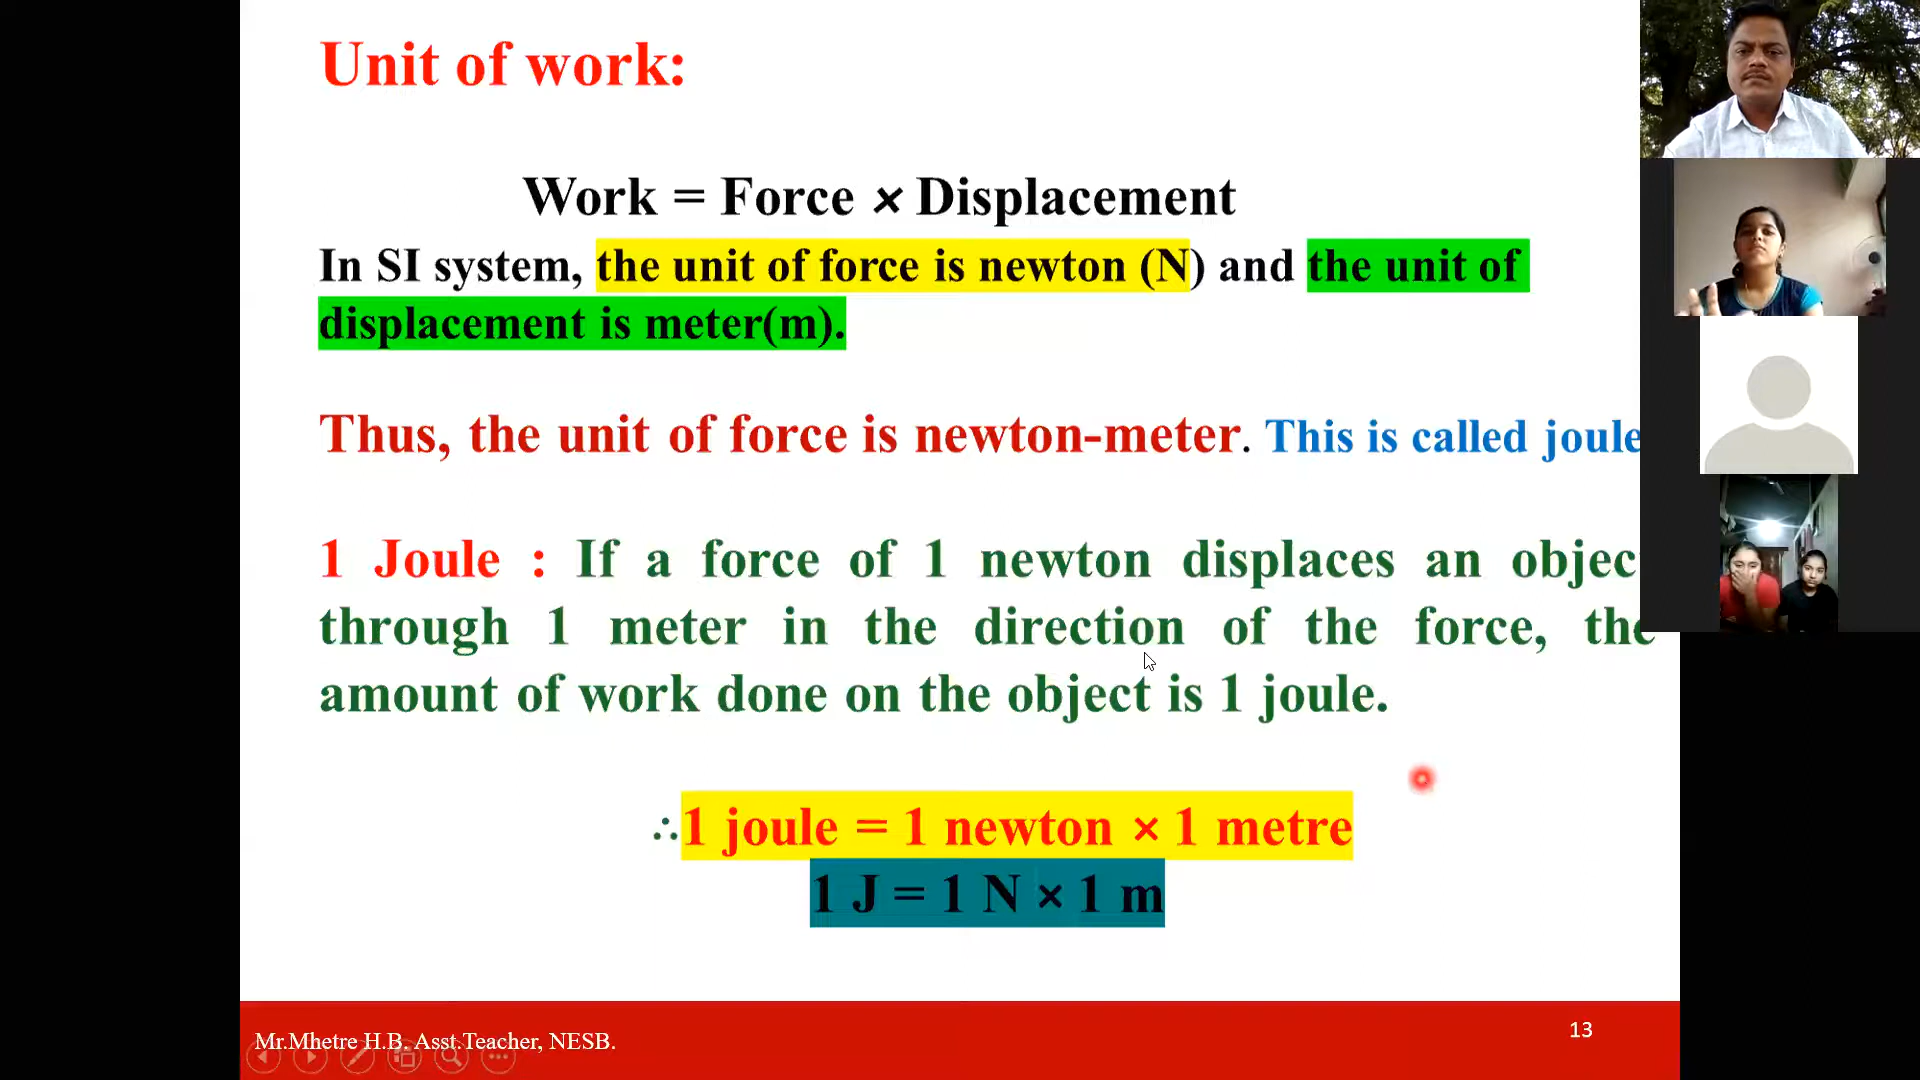 Unit of work:
Work = Force × Displacement
In SI system, the unit of force is newton (N) and the unit of
displacement is meter(m).
Thus, the unit of force is newton-meter. This is called joule
1 Joule : If a force of 1 newton displaces an objec
through 1 meter in the direction of the force, the
amount of work done on the object is 1 joule.
∴1 joule = 1 newton × 1 metre
1 J = 1 N × 1 m
Mr.Mhetre H.B. Asst.Teacher, NESB.
13